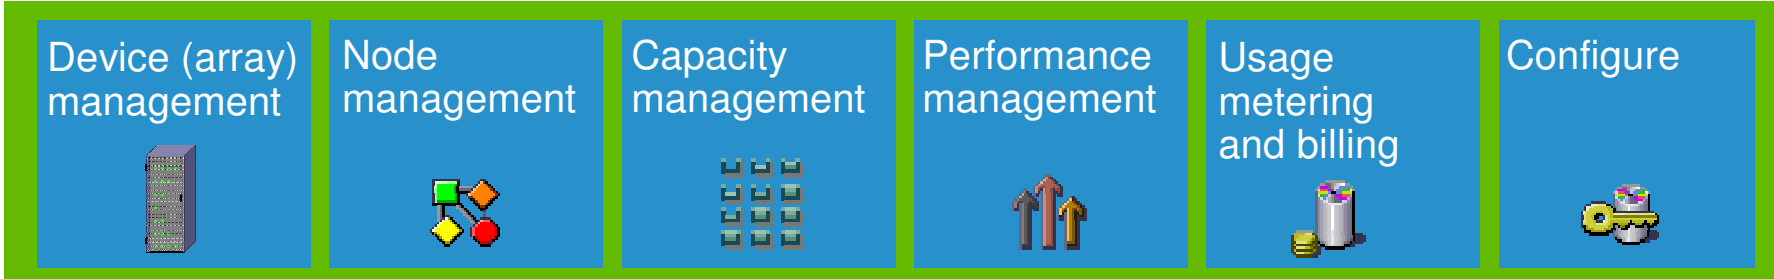 Device (array)
management
Node
management
Capacity
management
Performance
management
Usage
metering
and billing
Configure